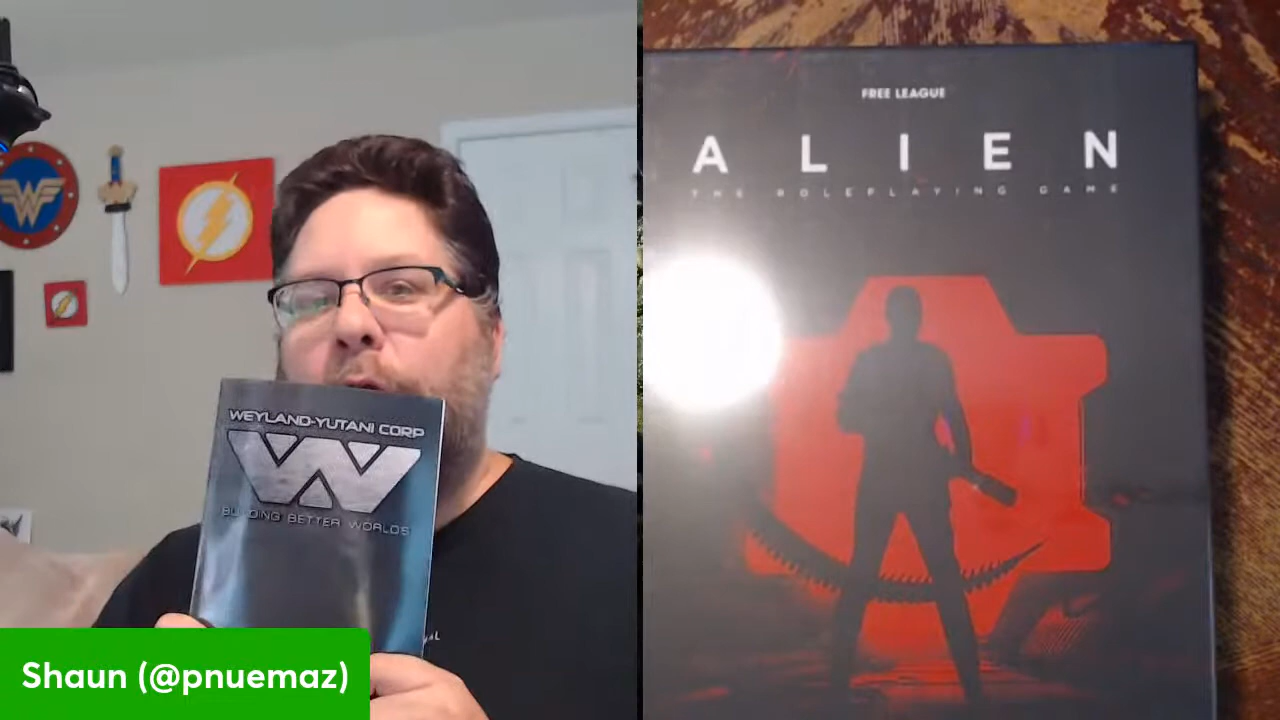 WEYLAND-YUTANI CORP
W
BUILDING BETTER WORLDS
Shaun (@pnuemaz)
FREE LEAGUE
ALIEN
THE ROLEPLAYING GAME